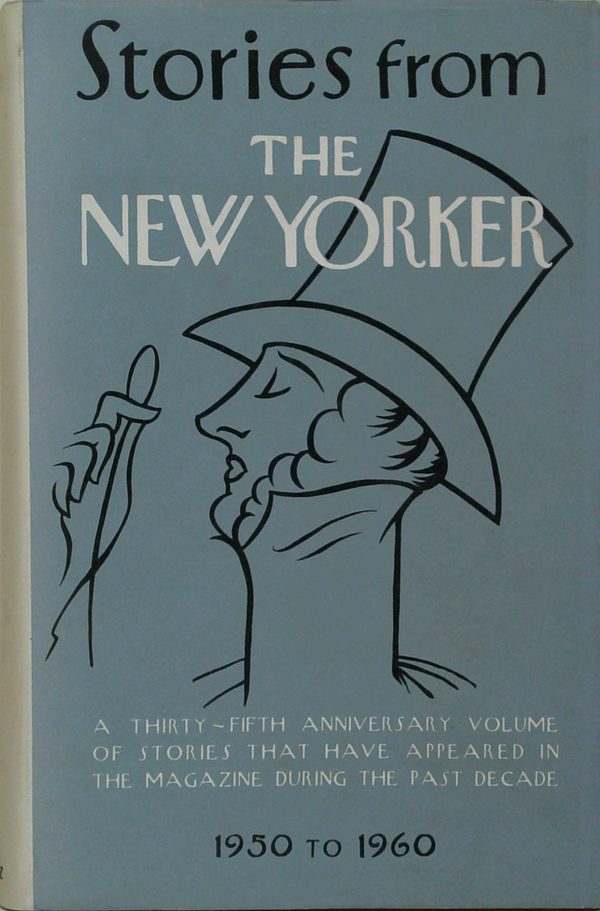 Stories from
THE
NEW YORKER
A THIRTY~FIFTH ANNIVERSARY VOLUME
OF STORIES THAT HAVE APPEARED IN
THE MAGAZINE DURING THE PAST DECADE
1950 TO 1960